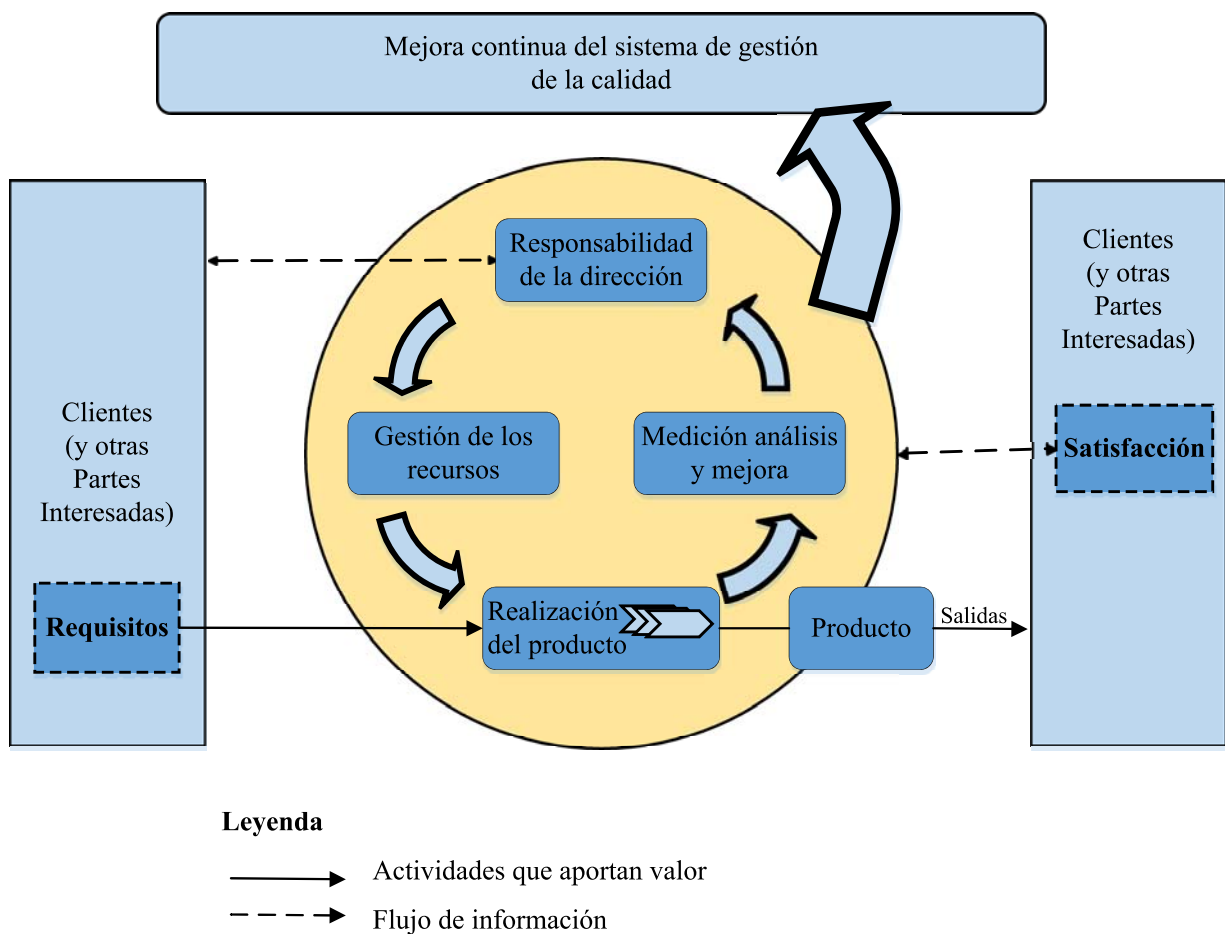 Mejora continua del sistema de gestión
de la calidad
Responsabilidad
de la dirección
Clientes
(y otras
Partes
Interesadas)
Clientes
(y otras
Partes
Interesadas)
Gestión de los
recursos
Medición análisis
y mejora
Satisfacción
Requisitos
Realización
del producto
Producto
Salidas
Leyenda
Actividades que aportan valor
Flujo de información